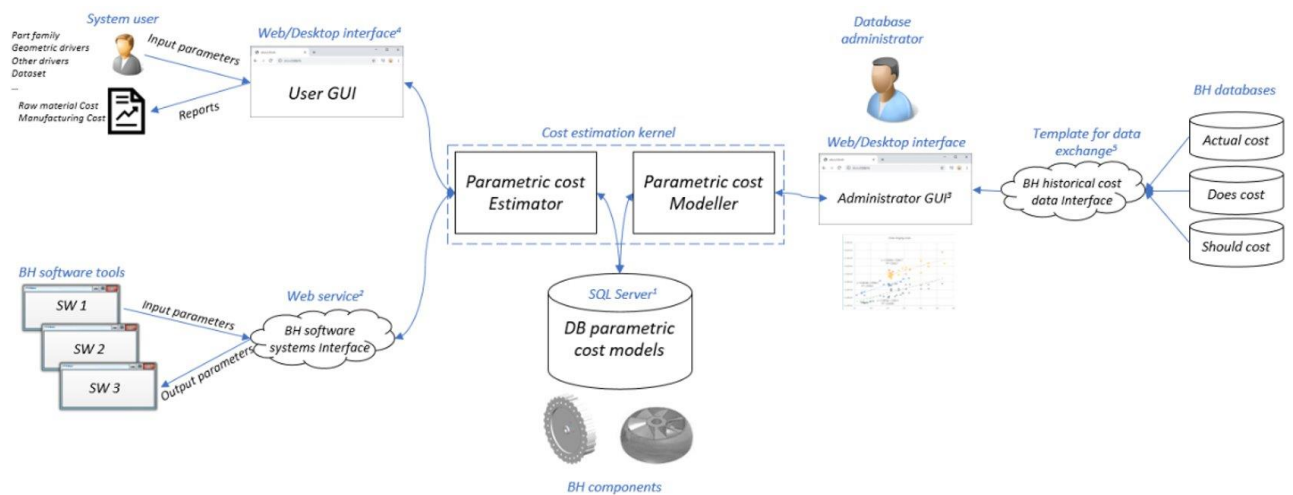 System user
Part family
Geometric drivers
Other drivers
Dataset
...
Raw material Cost
Manufacturing Cost
Input parameters
Reports
Web/Desktop interface⁴
User GUI
Cost estimation kernel
Parametric cost
Estimator
Parametric cost
Modeller
Database
administrator
Web/Desktop interface
Administrator GUI³
Template for data
exchange⁵
BH historical cost
data Interface
BH databases
Actual cost
Does cost
Should cost
BH software tools
SW 1
SW 2
SW 3
Input parameters
Output parameters
Web service²
BH software
systems Interface
SQL Server¹
DB parametric
cost models
BH components